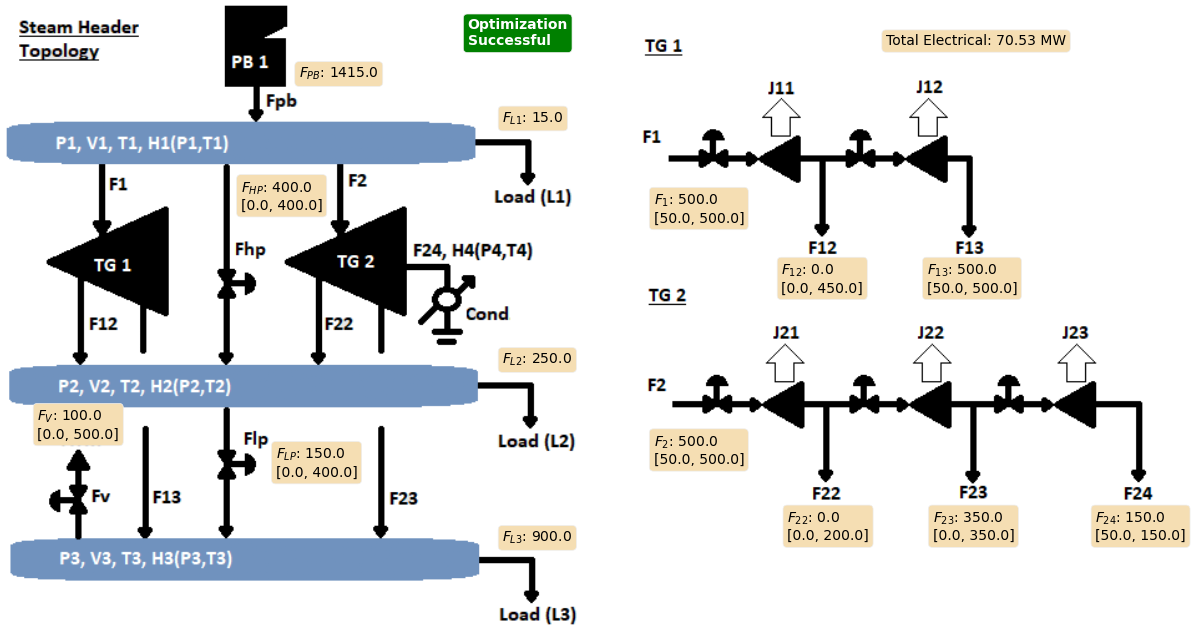 Steam Header
Topology
Optimization
Successful
PB 1
F_PB: 1415.0
Fpb
F_L1: 15.0
P1, V1, T1, H1(P1,T1)
F1
F_HP: 400.0
[0.0, 400.0]
F2
Load (L1)
TG 1
Fhp
TG 2
F24, H4(P4,T4)
F12
F22
Cond
F_L2: 250.0
P2, V2, T2, H2(P2,T2)
F_V: 100.0
[0.0, 500.0]
Load (L2)
Flp
F_LP: 150.0
[0.0, 400.0]
Fv
F13
F23
F_L3: 900.0
P3, V3, T3, H3(P3,T3)
Load (L3)
TG 1
Total Electrical: 70.53 MW
J11
J12
F1
F_1: 500.0
[50.0, 500.0]
F12
F13
F_12: 0.0
[0.0, 450.0]
F_13: 500.0
[50.0, 500.0]
TG 2
J21
J22
J23
F2
F_2: 500.0
[50.0, 500.0]
F22
F23
F24
F_22: 0.0
[0.0, 200.0]
F_23: 350.0
[0.0, 350.0]
F_24: 150.0
[50.0, 150.0]